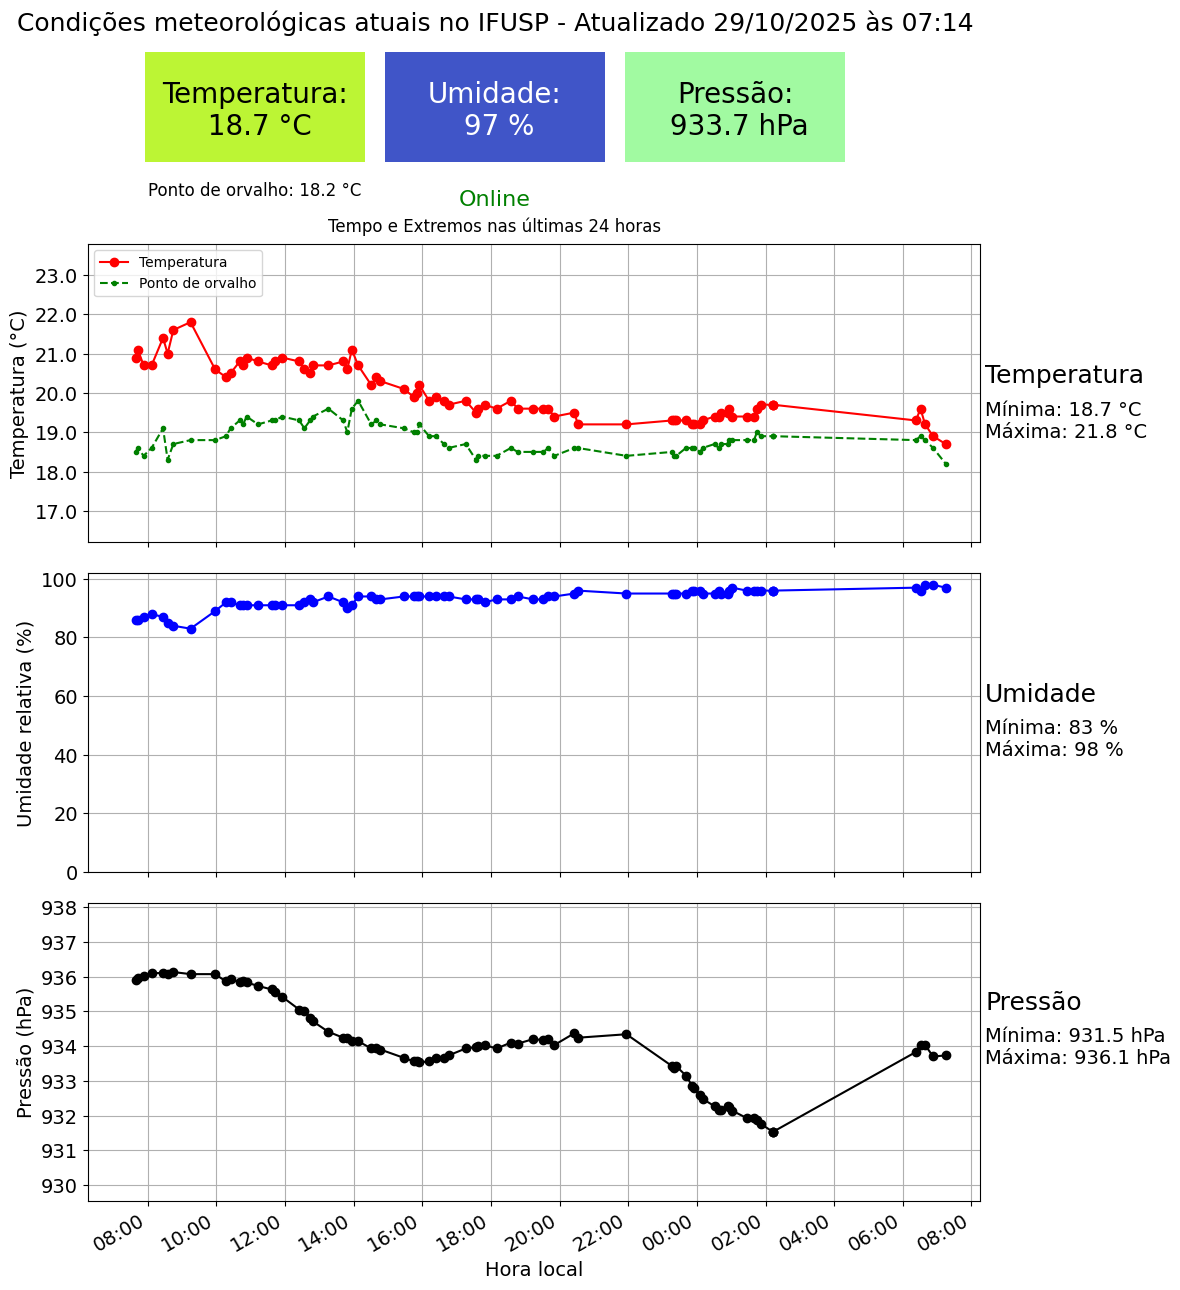 Condições meteorológicas atuais no IFUSP - Atualizado 29/10/2025 às 07:14
Temperatura:
18.7 °C
Umidade:
97 %
Pressão:
933.7 hPa
Ponto de orvalho: 18.2 °C
Online
Tempo e Extremos nas últimas 24 horas
Temperatura
Ponto de orvalho
Temperatura (°C)
23.0
22.0
21.0
20.0
19.0
18.0
17.0
Temperatura
Mínima: 18.7 °C
Máxima: 21.8 °C
Umidade relativa (%)
100
80
60
40
20
0
Umidade
Mínima: 83 %
Máxima: 98 %
Pressão (hPa)
938
937
936
935
934
933
932
931
930
Pressão
Mínima: 931.5 hPa
Máxima: 936.1 hPa
08:00
10:00
12:00
14:00
16:00
18:00
20:00
22:00
00:00
02:00
04:00
06:00
08:00
Hora local